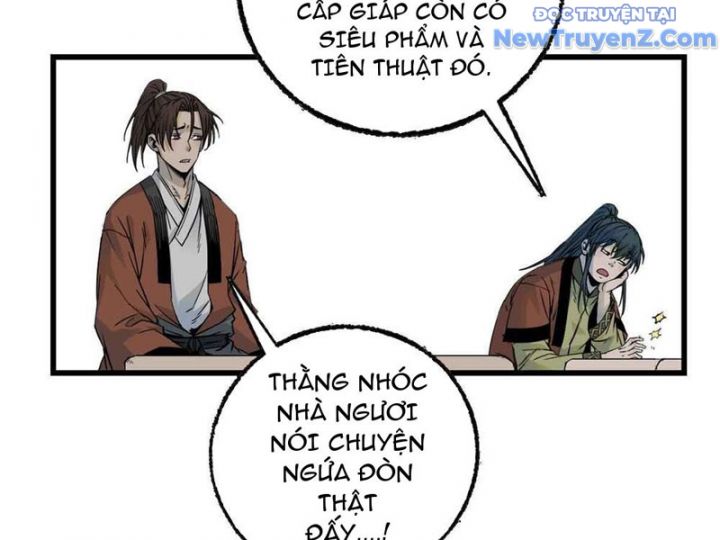 CẤP GIÁP CÒN CÓ
SIÊU PHẨM VÀ
TIÊN THUẬT ĐÓ.
ĐỌC TRUYỆN TẠI
NewTruyenZ.Com
THẰNG NHÓC
NHÀ NGƯƠI
NÓI CHUYỆN
NGỨA ĐÒN
THẬT
ĐẤY....!